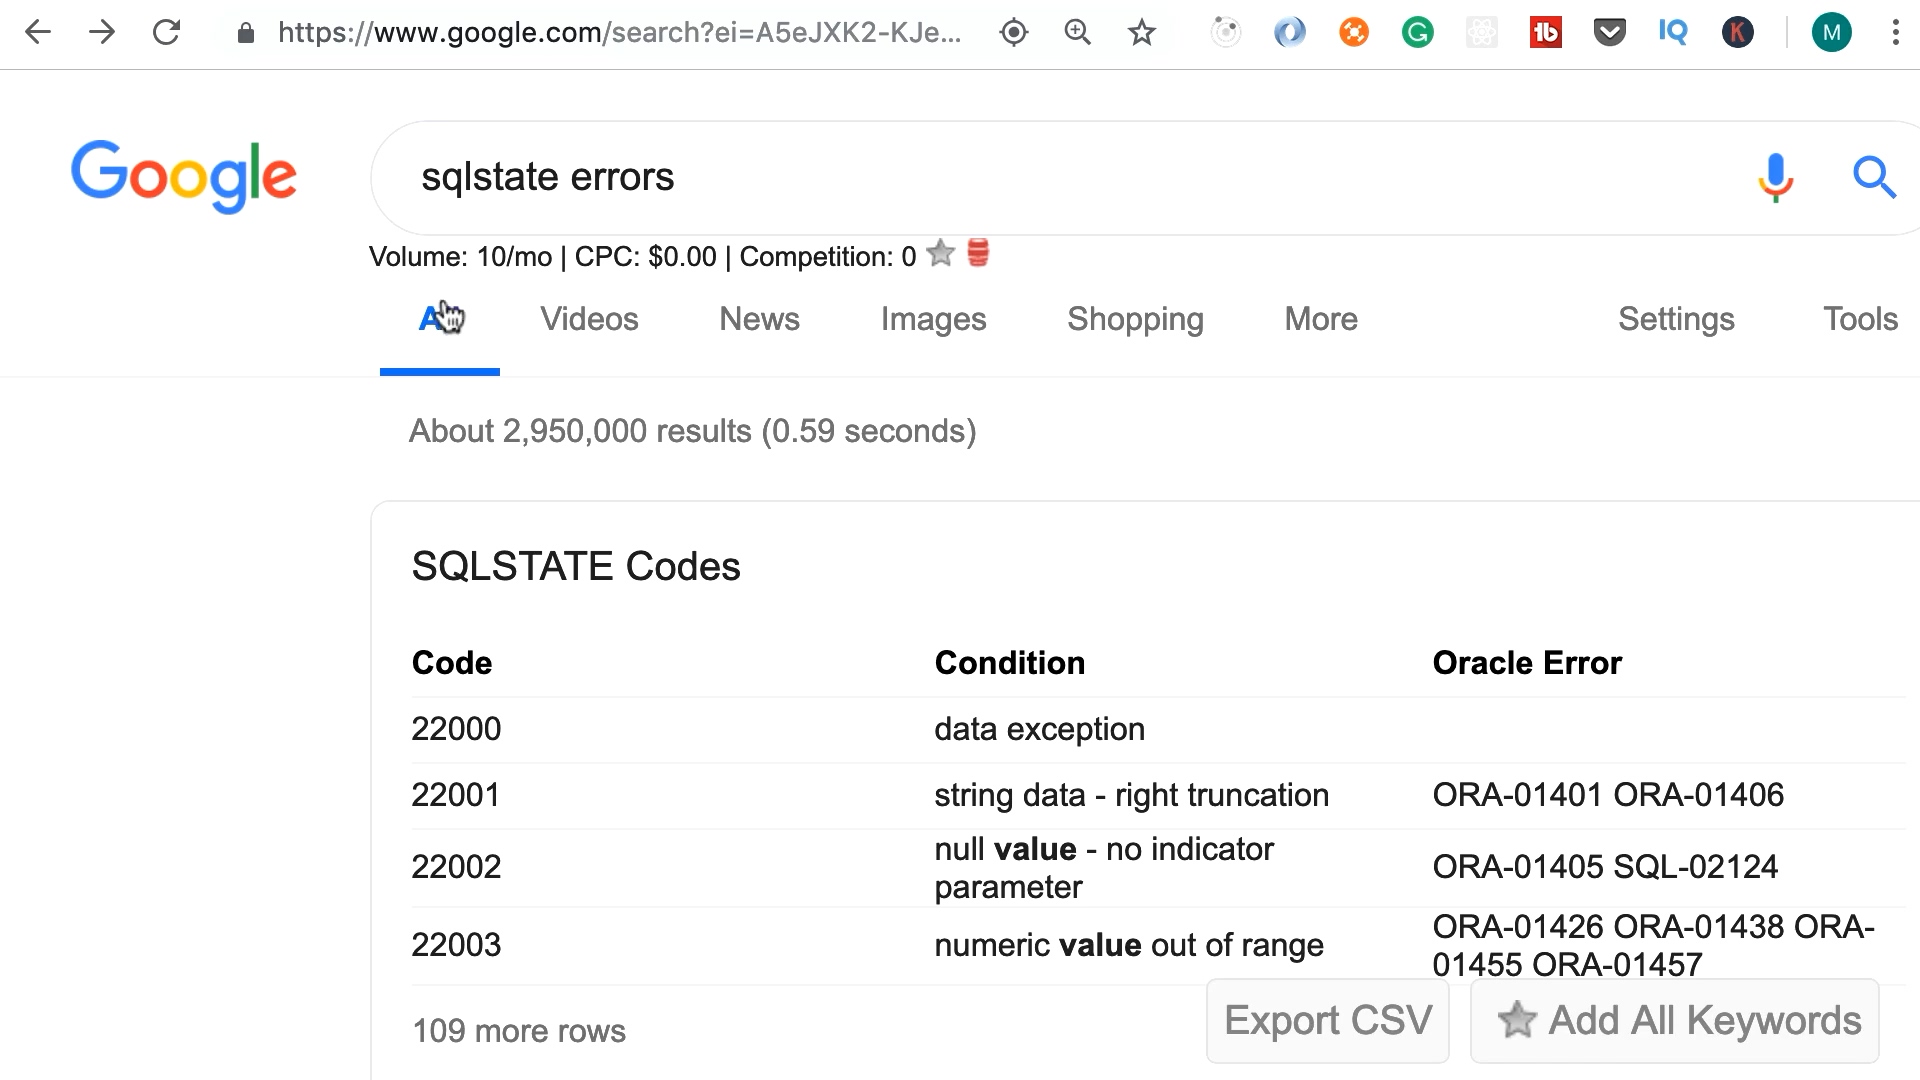 https://www.google.com/search?ei=A5eJXK2-KJe...
G
tb
IQ
K
M
Google
sqlstate errors
Volume: 10/mo | CPC: $0.00 | Competition: 0
Videos News Images Shopping More Settings Tools
About 2,950,000 results (0.59 seconds)
SQLSTATE Codes
Code Condition Oracle Error
22000 data exception
22001 string data - right truncation ORA-01401 ORA-01406
22002 null value - no indicator parameter ORA-01405 SQL-02124
22003 numeric value out of range ORA-01426 ORA-01438 ORA-01455 ORA-01457
109 more rows
Export CSV
Add All Keywords